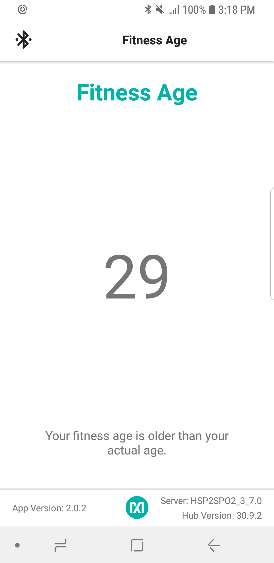 100% 3:18 PM
Fitness Age
Fitness Age
29
Your fitness age is older than your
actual age.
App Version: 2.0.2
Server: HSP2SPO2_3_7.0
Hub Version: 30.9.2